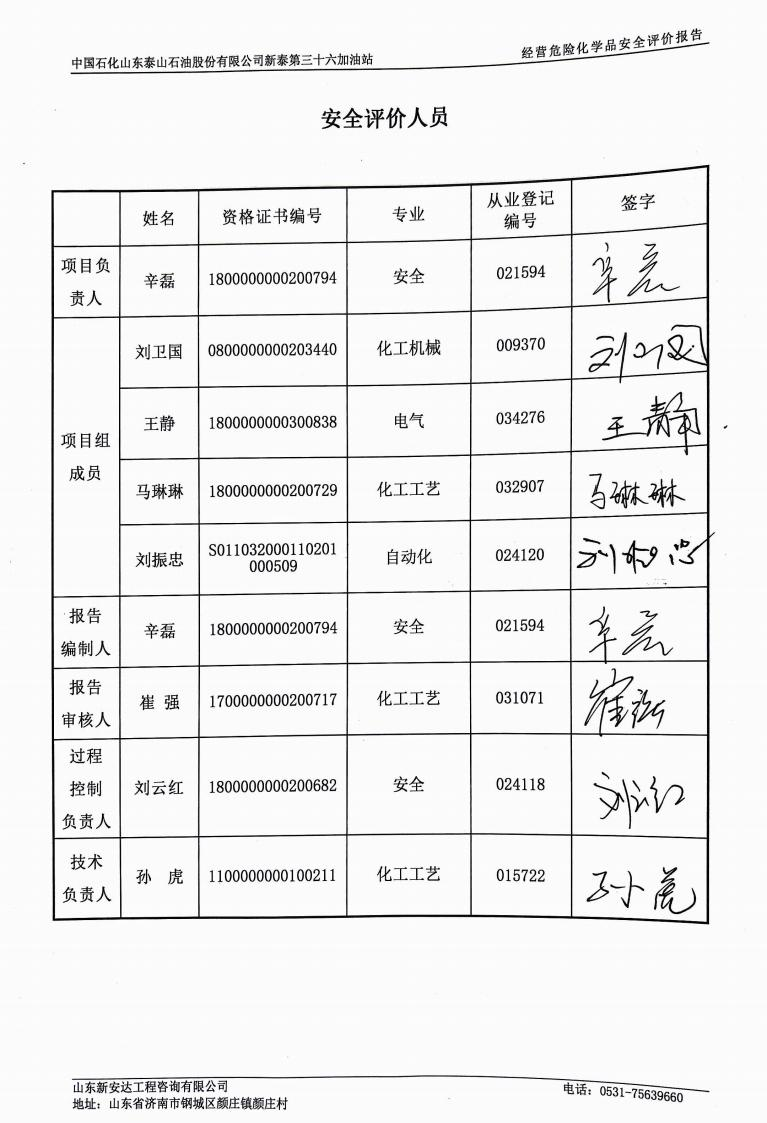 中国石化山东泰山石油股份有限公司新泰第三十六加油站 经营危险化学品安全评价报告
安全评价人员
姓名 资格证书编号 专业 从业登记编号 签字
项目负责人 辛磊 1800000000200794 安全 021594 辛磊
项目组成员 刘卫国 0800000000203440 化工机械 009370 刘卫国
王静 1800000000300838 电气 034276 王静
马琳琳 1800000000200729 化工工艺 032907 马琳琳
刘振忠 S011032000110201000509 自动化 024120 刘振忠
报告编制人 辛磊 1800000000200794 安全 021594 辛磊
报告审核人 崔 强 1700000000200717 化工工艺 031071 崔强
过程控制负责人 刘云红 1800000000200682 安全 024118 刘云红
技术负责人 孙 虎 1100000000100211 化工工艺 015722 孙小虎
山东新安达工程咨询有限公司 电话：0531-75639660
地址：山东省济南市钢城区颜庄镇颜庄村